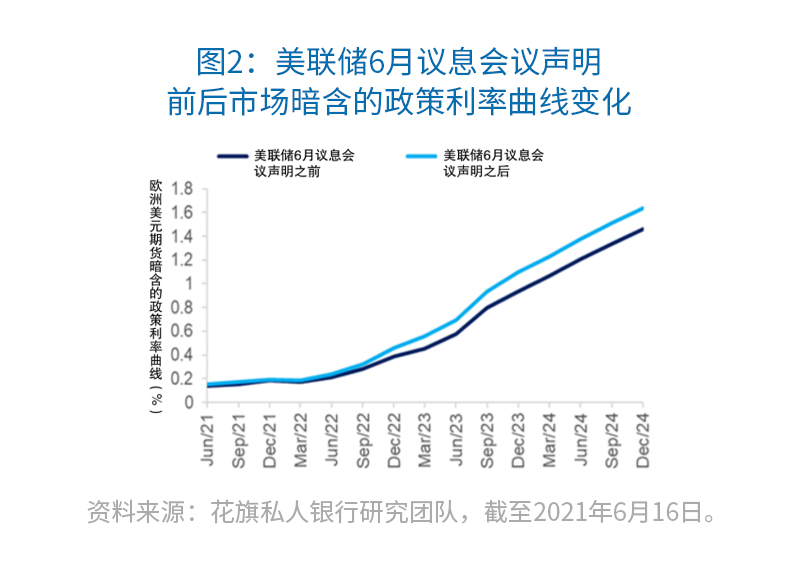 图2：美联储6月议息会议声明
前后市场暗含的政策利率曲线变化
美联储6月议息会
议声明之前
美联储6月议息会
议声明之后
欧洲美元期货暗含的政策利率曲线（%）
1.8
1.6
1.4
1.2
1
0.8
0.6
0.4
0.2
0
Jun/21
Sep/21
Dec/21
Mar/22
Jun/22
Sep/22
Dec/22
Mar/23
Jun/23
Sep/23
Dec/23
Mar/24
Jun/24
Sep/24
Dec/24
资料来源：花旗私人银行研究团队，截至2021年6月16日。